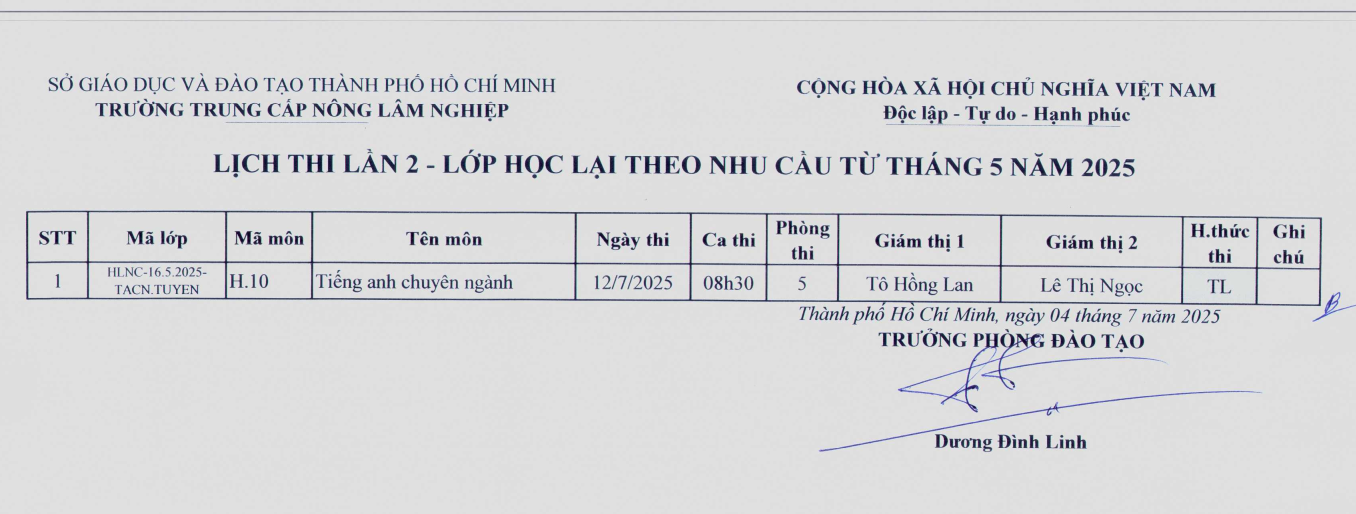 SỞ GIÁO DỤC VÀ ĐÀO TẠO THÀNH PHỐ HỒ CHÍ MINH
TRƯỜNG TRUNG CẤP NÔNG LÂM NGHIỆP
CỘNG HÒA XÃ HỘI CHỦ NGHĨA VIỆT NAM
Độc lập - Tự do - Hạnh phúc
LỊCH THI LẦN 2 - LỚP HỌC LẠI THEO NHU CẦU TỪ THÁNG 5 NĂM 2025
STT Mã lớp Mã môn Tên môn Ngày thi Ca thi Phòng thi Giám thị 1 Giám thị 2 H.thức thi Ghi chú
1 HLNC-16.5.2025-TACN.TUYEN H.10 Tiếng anh chuyên ngành 12/7/2025 08h30 5 Tô Hồng Lan Lê Thị Ngọc TL
Thành phố Hồ Chí Minh, ngày 04 tháng 7 năm 2025
TRƯỞNG PHÒNG ĐÀO TẠO
Dương Đình Linh